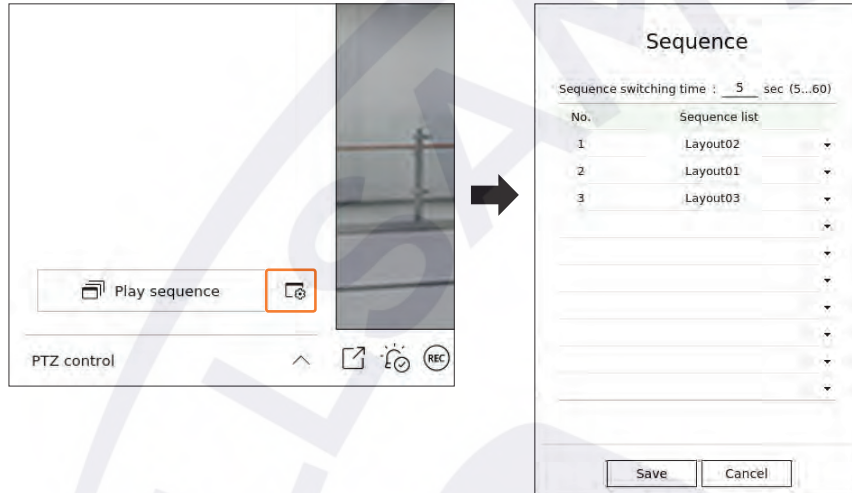 Play sequence
PTZ control
REC
Sequence
Sequence switching time : 5 sec (5...60)
No. Sequence list
1 Layout02
2 Layout01
3 Layout03
Save Cancel